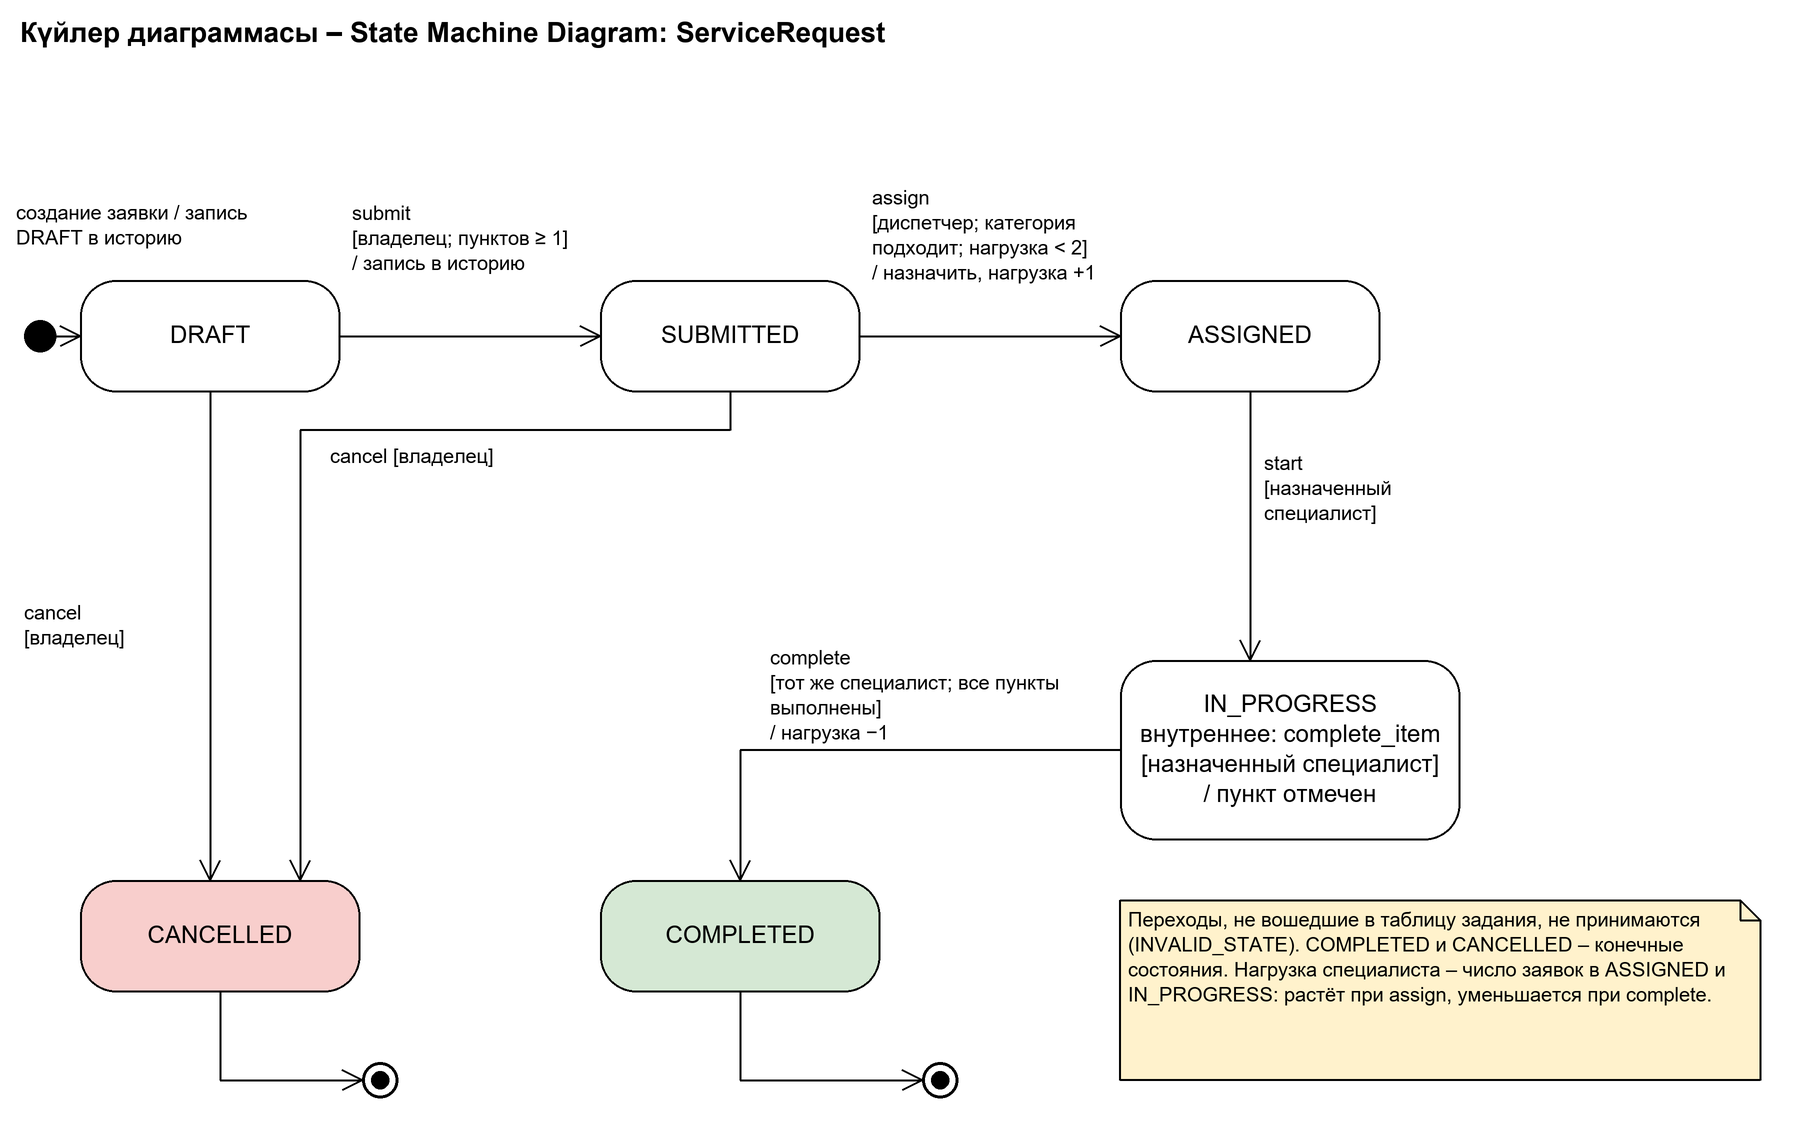 Күйлер диаграммасы – State Machine Diagram: ServiceRequest
создание заявки / запись
DRAFT в историю
submit
[владелец; пунктов ≥ 1]
/ запись в историю
assign
[диспетчер; категория
подходит; нагрузка < 2]
/ назначить, нагрузка +1
DRAFT
SUBMITTED
ASSIGNED
cancel [владелец]
start
[назначенный
специалист]
cancel
[владелец]
complete
[тот же специалист; все пункты
выполнены]
/ нагрузка −1
IN_PROGRESS
внутреннее: complete_item
[назначенный специалист]
/ пункт отмечен
CANCELLED
COMPLETED
Переходы, не вошедшие в таблицу задания, не принимаются
(INVALID_STATE). COMPLETED и CANCELLED – конечные
состояния. Нагрузка специалиста – число заявок в ASSIGNED и
IN_PROGRESS: растёт при assign, уменьшается при complete.